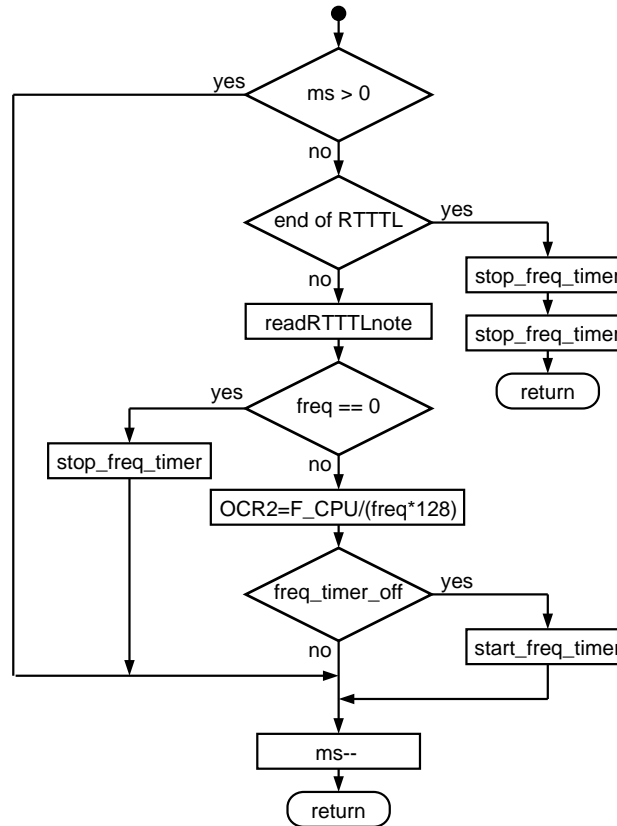 yes
ms > 0
no
end of RTTTL
yes
stop_freq_timer
no
readRTTTLnote
stop_freq_timer
yes
freq == 0
return
stop_freq_timer
no
OCR2=F_CPU/(freq*128)
freq_timer_off
yes
start_freq_timer
no
ms--
return